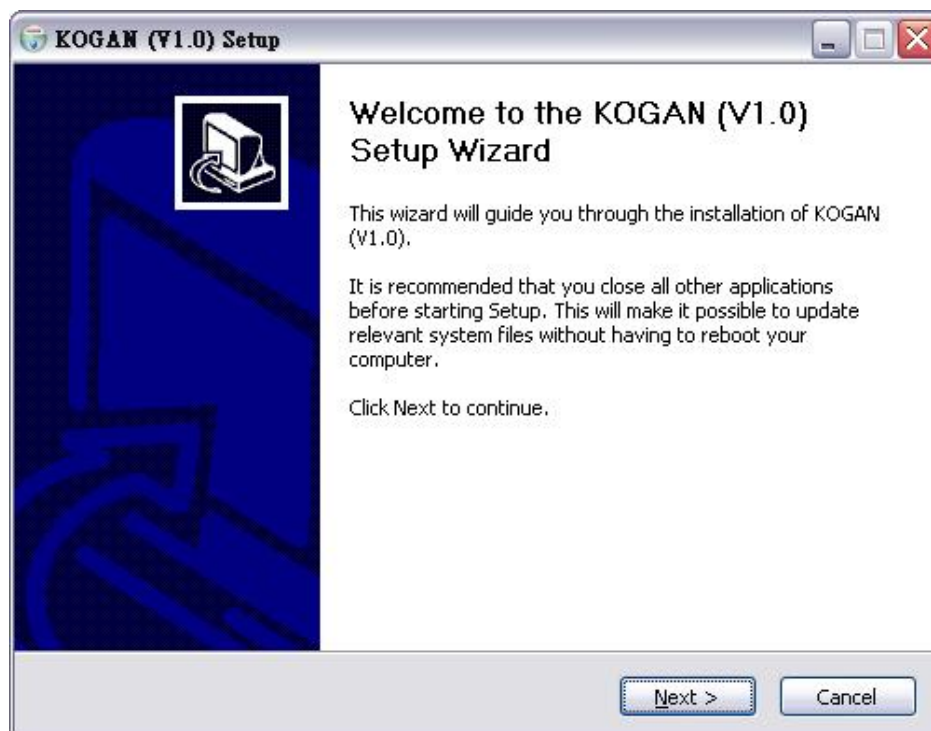 KOGAN (V1.0) Setup
Welcome to the KOGAN (V1.0)
Setup Wizard
This wizard will guide you through the installation of KOGAN
(V1.0).
It is recommended that you close all other applications
before starting Setup. This will make it possible to update
relevant system files without having to reboot your
computer.
Click Next to continue.
Next >
Cancel